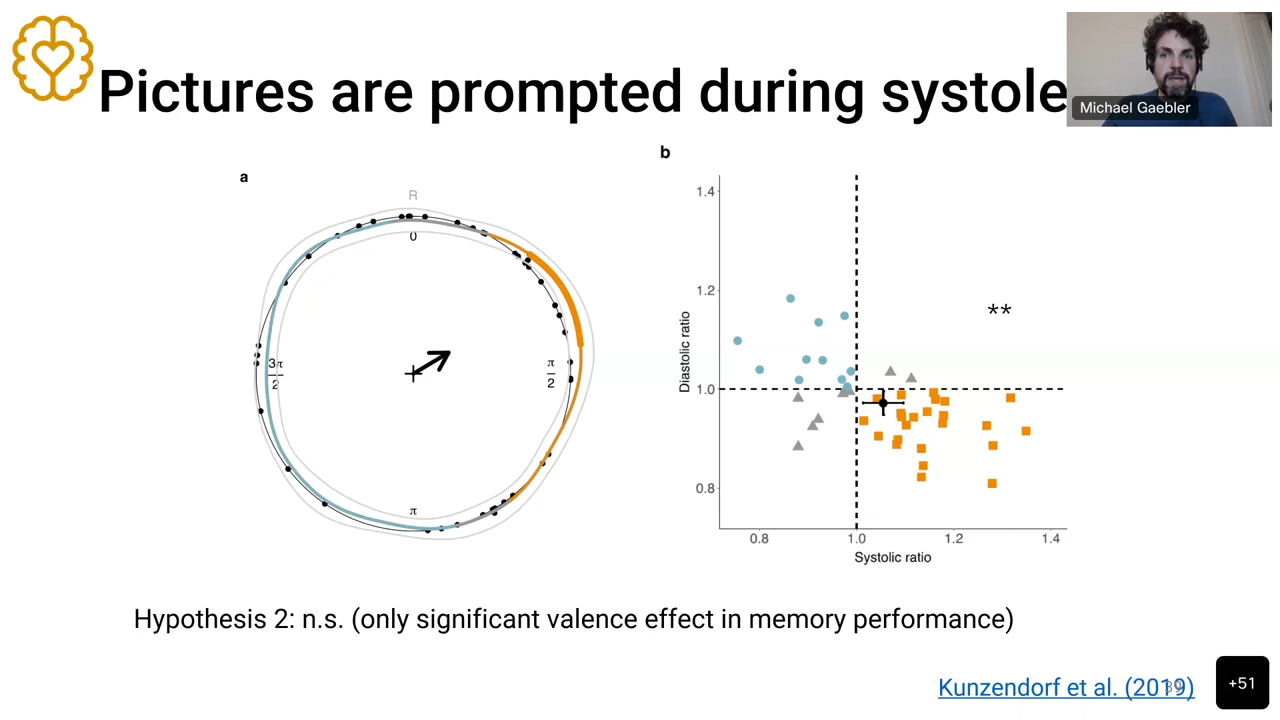 Pictures are prompted during systole
Michael Gaebler
a
R
0
π
2
π
3π
2
b
**
Diastolic ratio
1.4
1.2
1.0
0.8
0.8
1.0
1.2
1.4
Systolic ratio
Hypothesis 2: n.s. (only significant valence effect in memory performance)
Kunzendorf et al. (2019)
+51